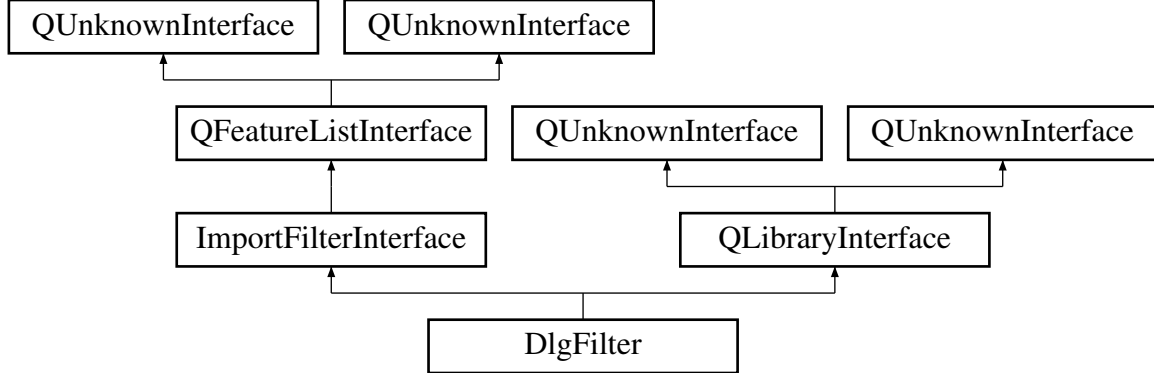 QUnknownInterface QUnknownInterface
QFeatureListInterface QUnknownInterface QUnknownInterface
ImportFilterInterface QLibraryInterface
DlgFilter